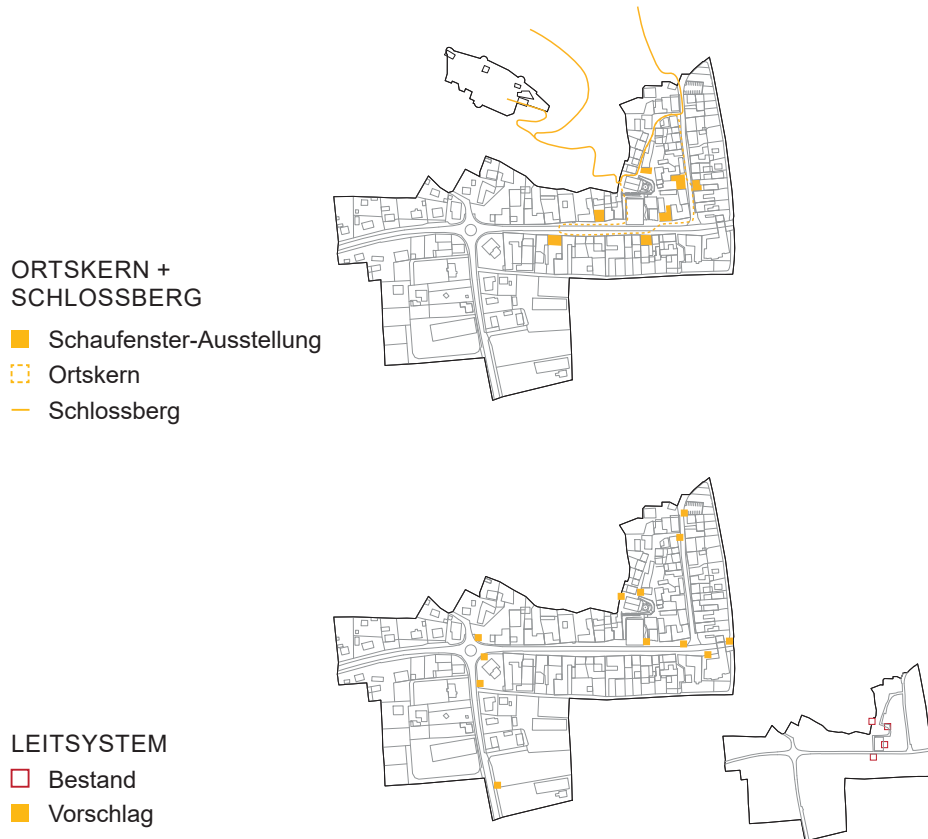 ORTSKERN +
SCHLOSSBERG
Schaufenster-Ausstellung
Ortskern
Schlossberg
LEITSYSTEM
Bestand
Vorschlag